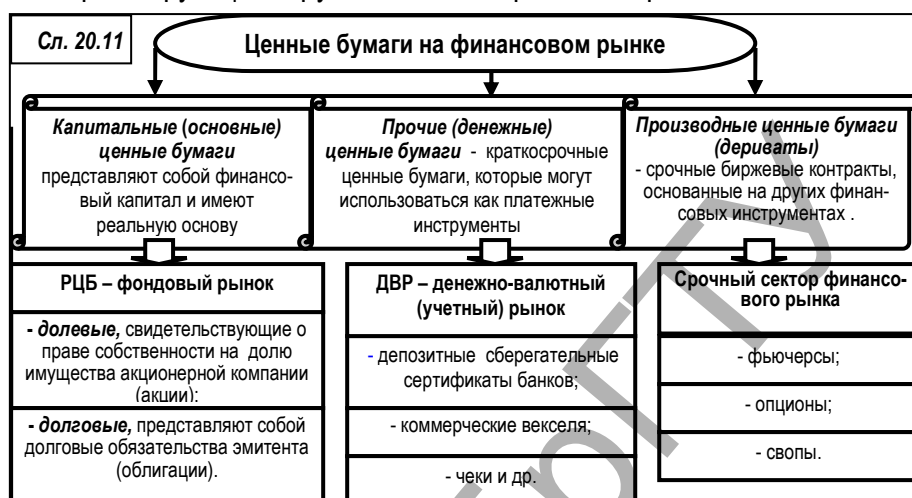 Сл. 20.11
Ценные бумаги на финансовом рынке
Капитальные (основные)
ценные бумаги
представляют собой финансо-
вый капитал и имеют
реальную основу
Прочие (денежные)
ценные бумаги - краткосрочные
ценные бумаги, которые могут
использоваться как платежные
инструменты
Производные ценные бумаги
(дериваты)
- срочные биржевые контракты,
основанные на других финан-
совых инструментах .
РЦБ – фондовый рынок
- долевые, свидетельствующие о
праве собственности на долю
имущества акционерной компании
(акции);
- долговые, представляют собой
долговые обязательства эмитента
(облигации).
ДВР – денежно-валютный
(учетный) рынок
- депозитные сберегательные
сертификаты банков;
- коммерческие векселя;
- чеки и др.
Срочный сектор финансо-
вого рынка
- фьючерсы;
- опционы;
- свопы.